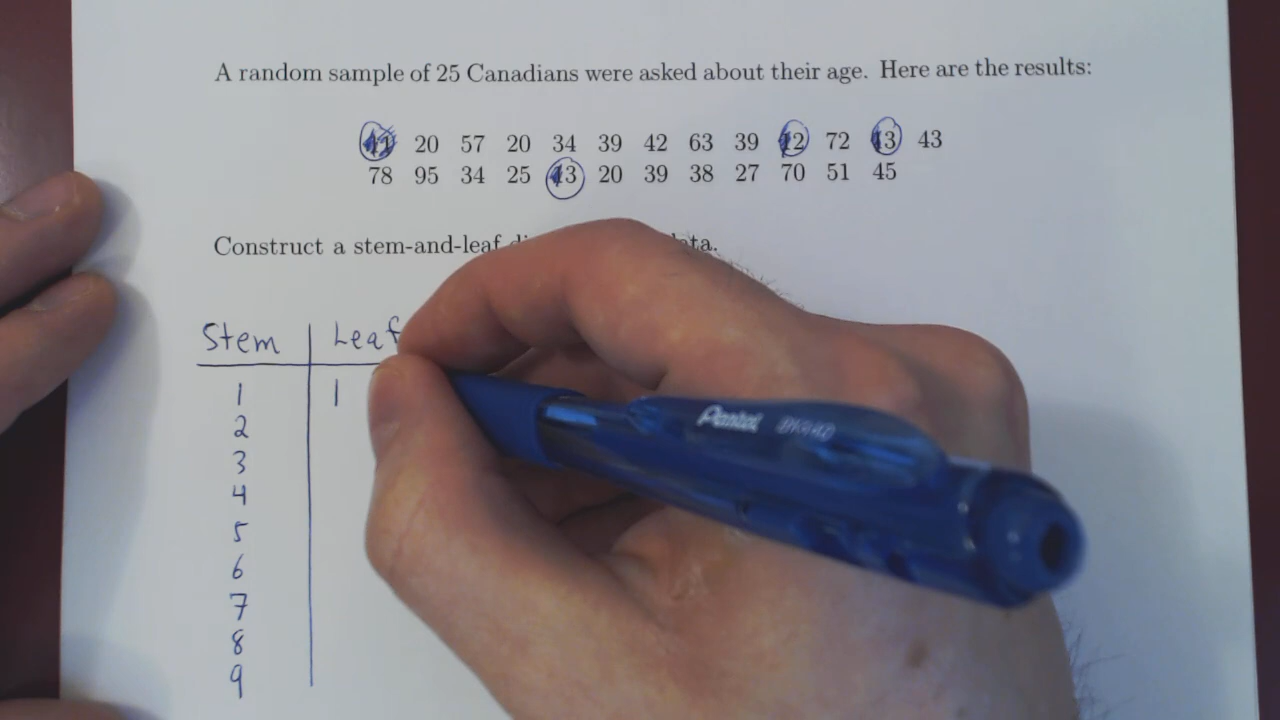 A random sample of 25 Canadians were asked about their age. Here are the results:
11 20 57 20 34 39 42 63 39 12 72 13 43
78 95 34 25 13 20 39 38 27 70 51 45
Construct a stem-and-leaf data.
Stem Leaf
1 1
2
3
4
5
6
7
8
9
Pentel